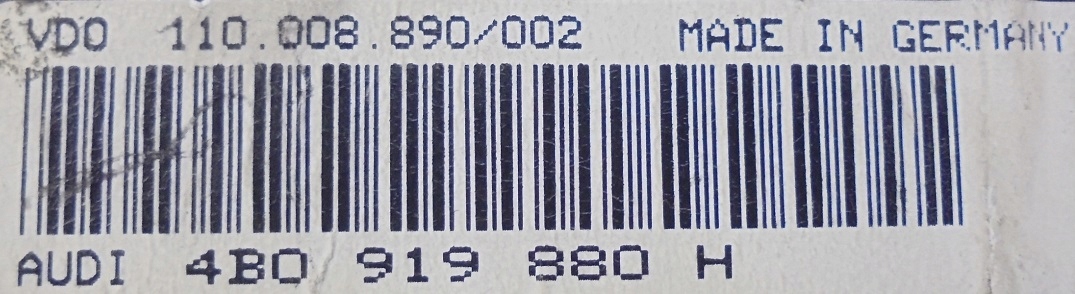 VDO 110.008.890/002 MADE IN GERMANY
AUDI 4B0 919 880 H